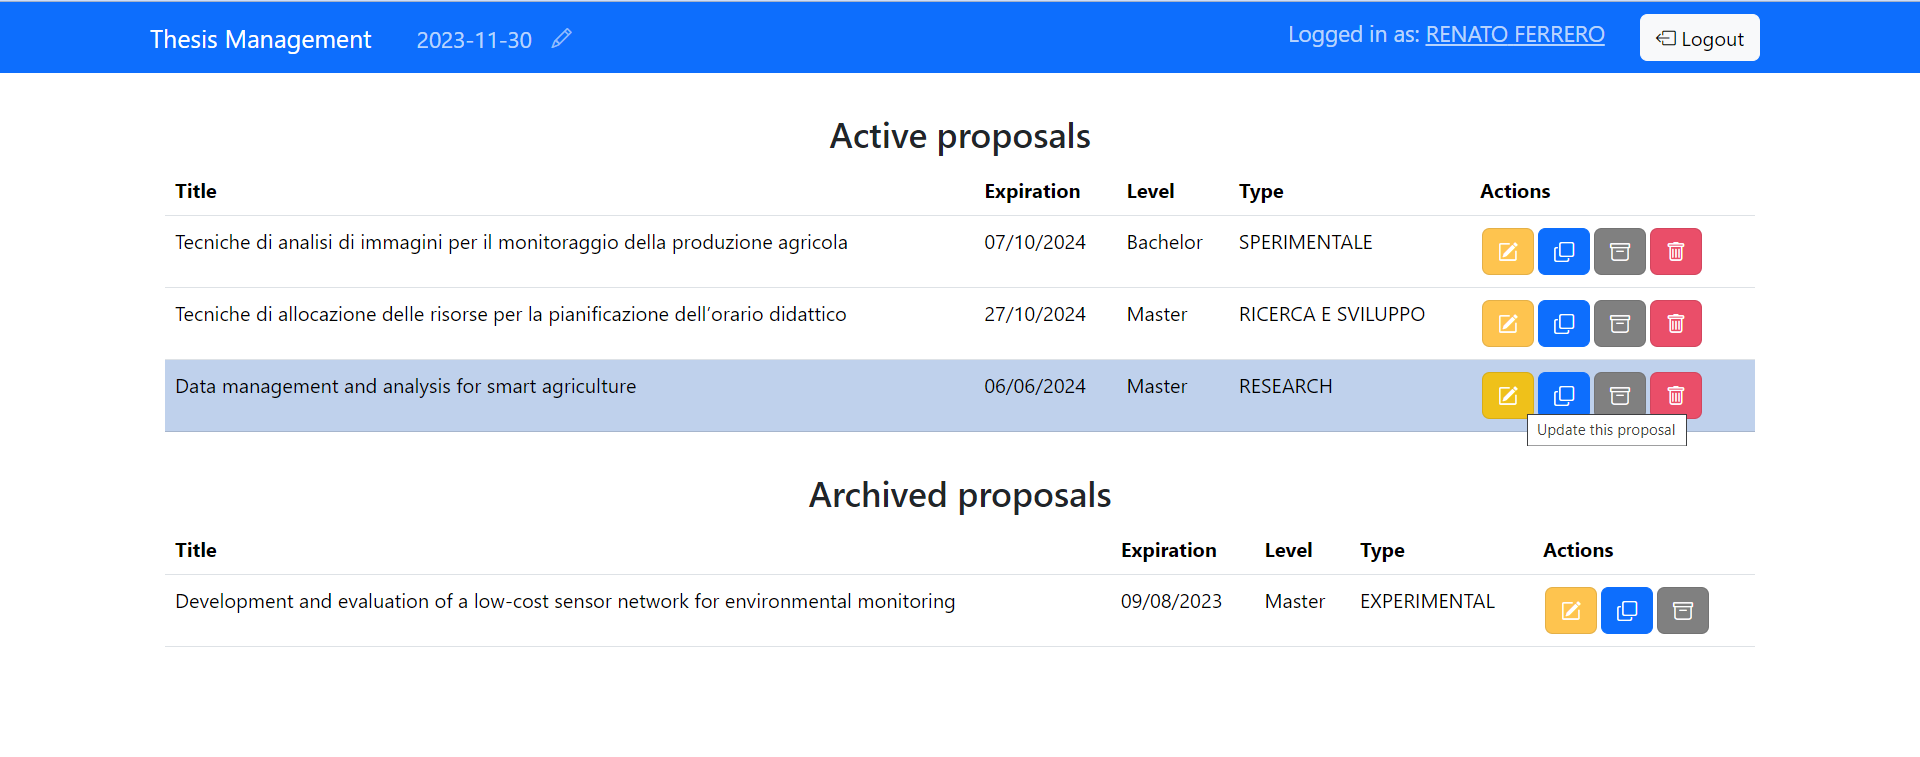 Thesis Management 2023-11-30 Logged in as: RENATO FERRERO Logout
Active proposals
Title Expiration Level Type Actions
Tecniche di analisi di immagini per il monitoraggio della produzione agricola 07/10/2024 Bachelor SPERIMENTALE
Tecniche di allocazione delle risorse per la pianificazione dell’orario didattico 27/10/2024 Master RICERCA E SVILUPPO
Data management and analysis for smart agriculture 06/06/2024 Master RESEARCH
Update this proposal
Archived proposals
Title Expiration Level Type Actions
Development and evaluation of a low-cost sensor network for environmental monitoring 09/08/2023 Master EXPERIMENTAL